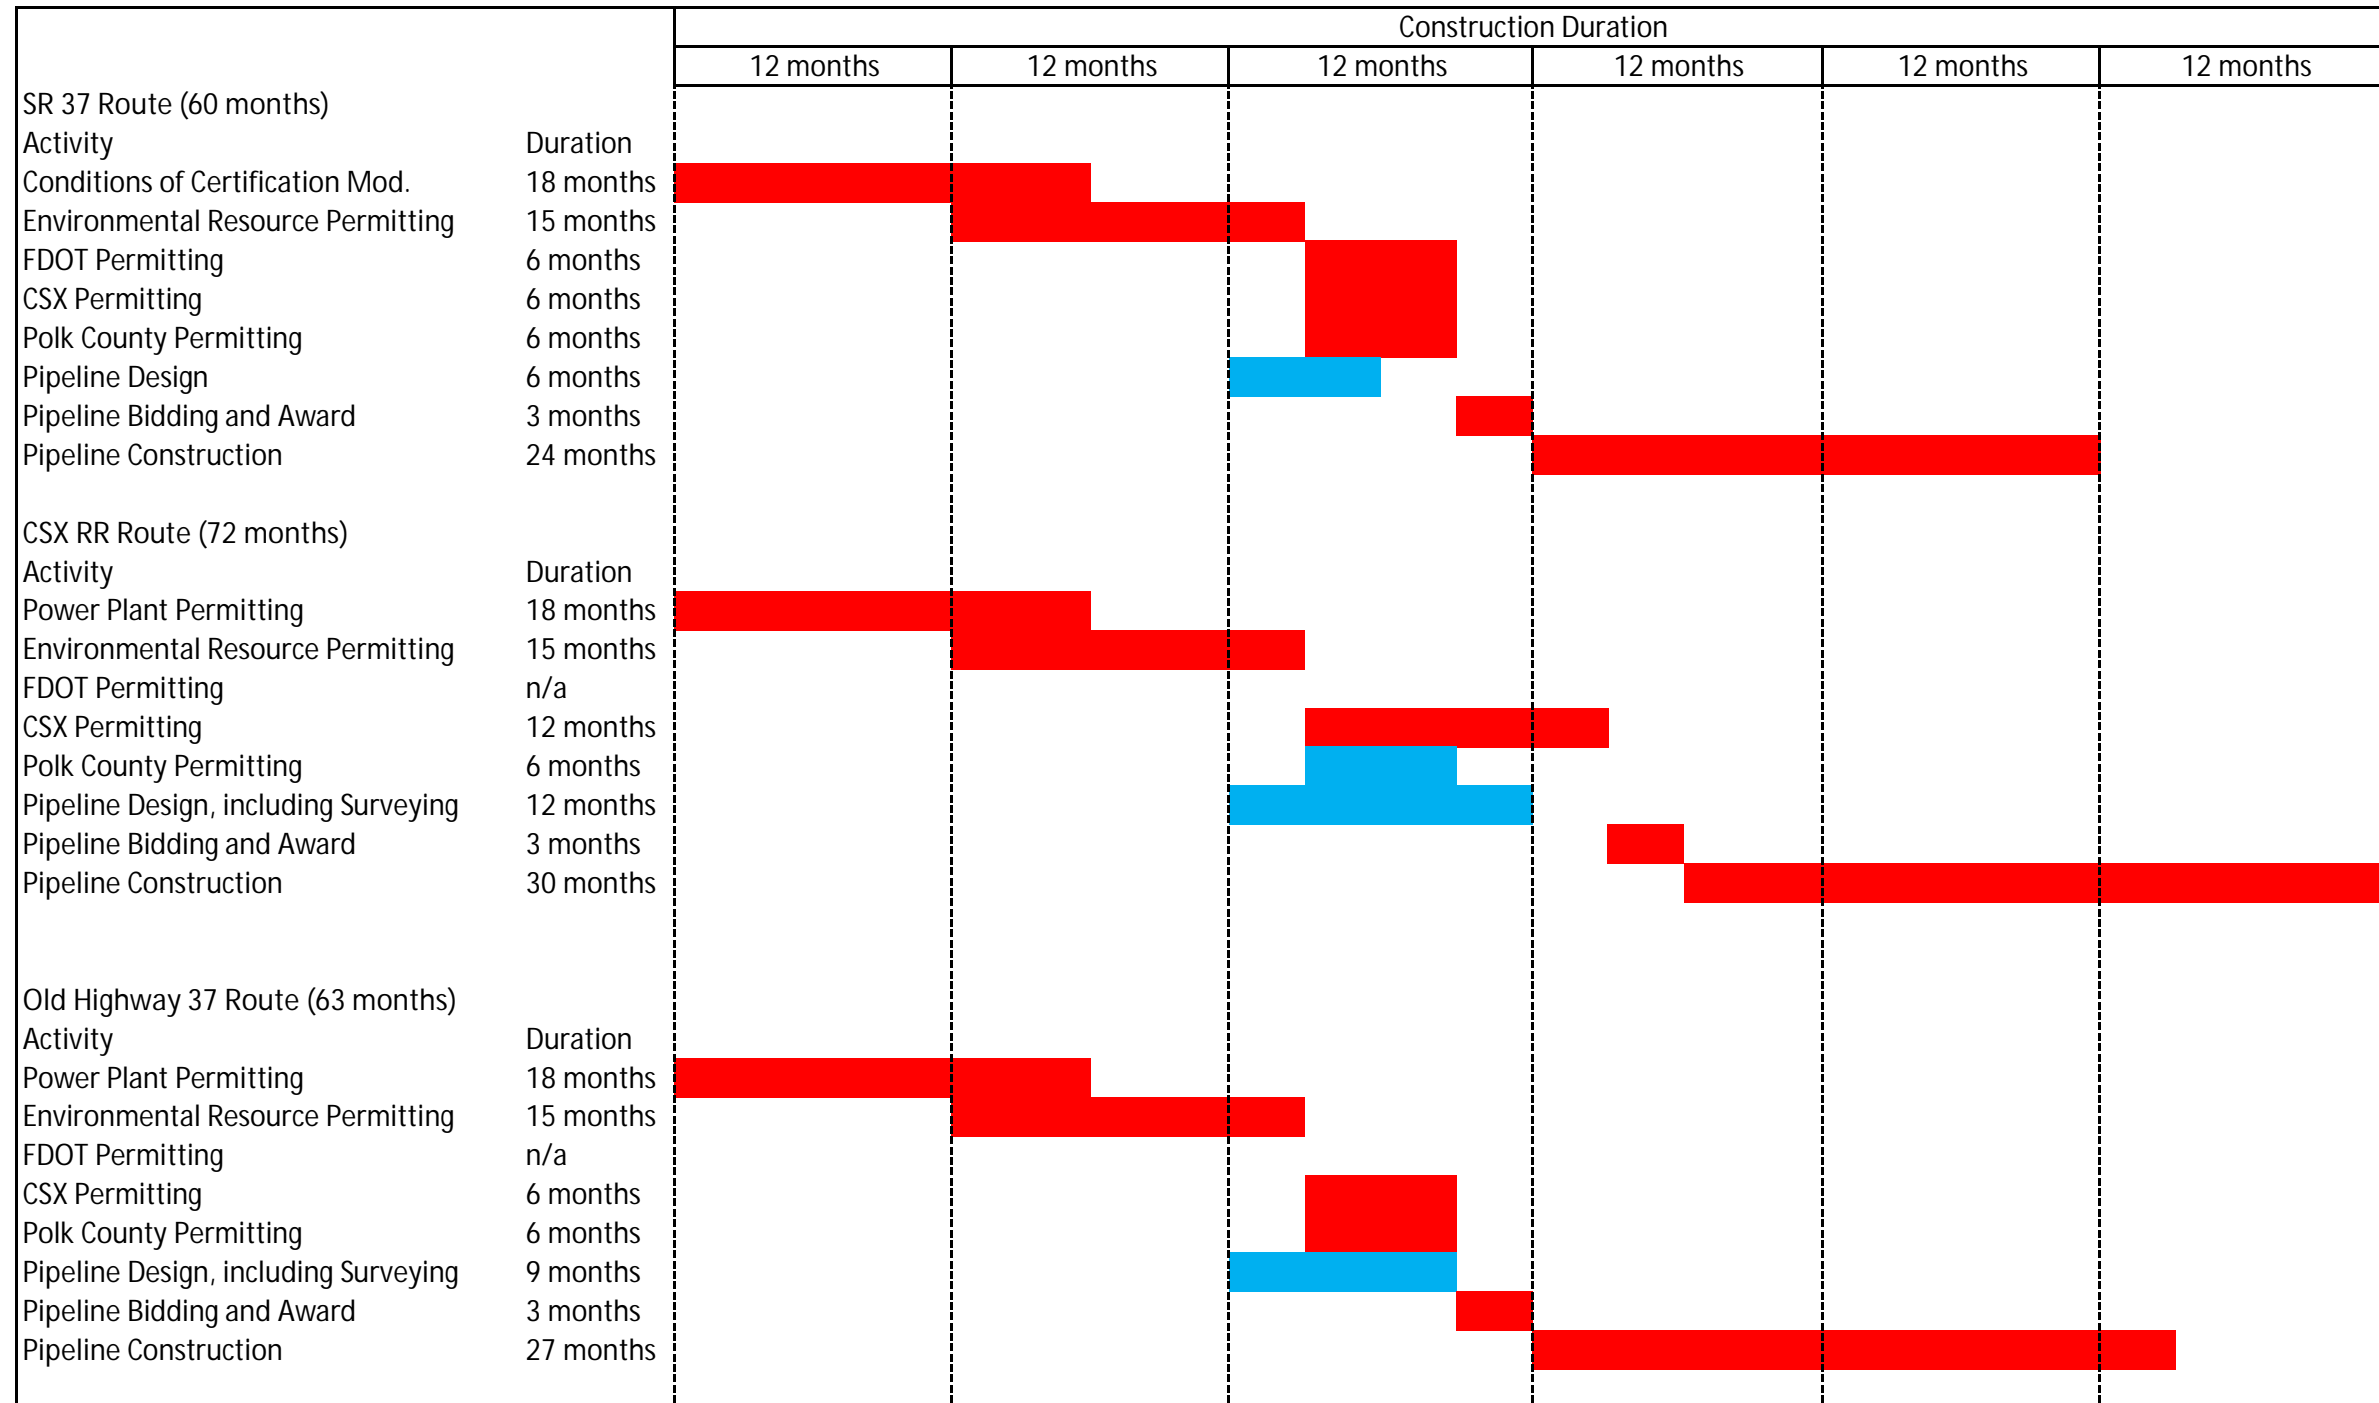 Construction Duration
12 months 12 months 12 months 12 months 12 months 12 months
SR 37 Route (60 months)
Activity Duration
Conditions of Certification Mod. 18 months
Environmental Resource Permitting 15 months
FDOT Permitting 6 months
CSX Permitting 6 months
Polk County Permitting 6 months
Pipeline Design 6 months
Pipeline Bidding and Award 3 months
Pipeline Construction 24 months
CSX RR Route (72 months)
Activity Duration
Power Plant Permitting 18 months
Environmental Resource Permitting 15 months
FDOT Permitting n/a
CSX Permitting 12 months
Polk County Permitting 6 months
Pipeline Design, including Surveying 12 months
Pipeline Bidding and Award 3 months
Pipeline Construction 30 months
Old Highway 37 Route (63 months)
Activity Duration
Power Plant Permitting 18 months
Environmental Resource Permitting 15 months
FDOT Permitting n/a
CSX Permitting 6 months
Polk County Permitting 6 months
Pipeline Design, including Surveying 9 months
Pipeline Bidding and Award 3 months
Pipeline Construction 27 months